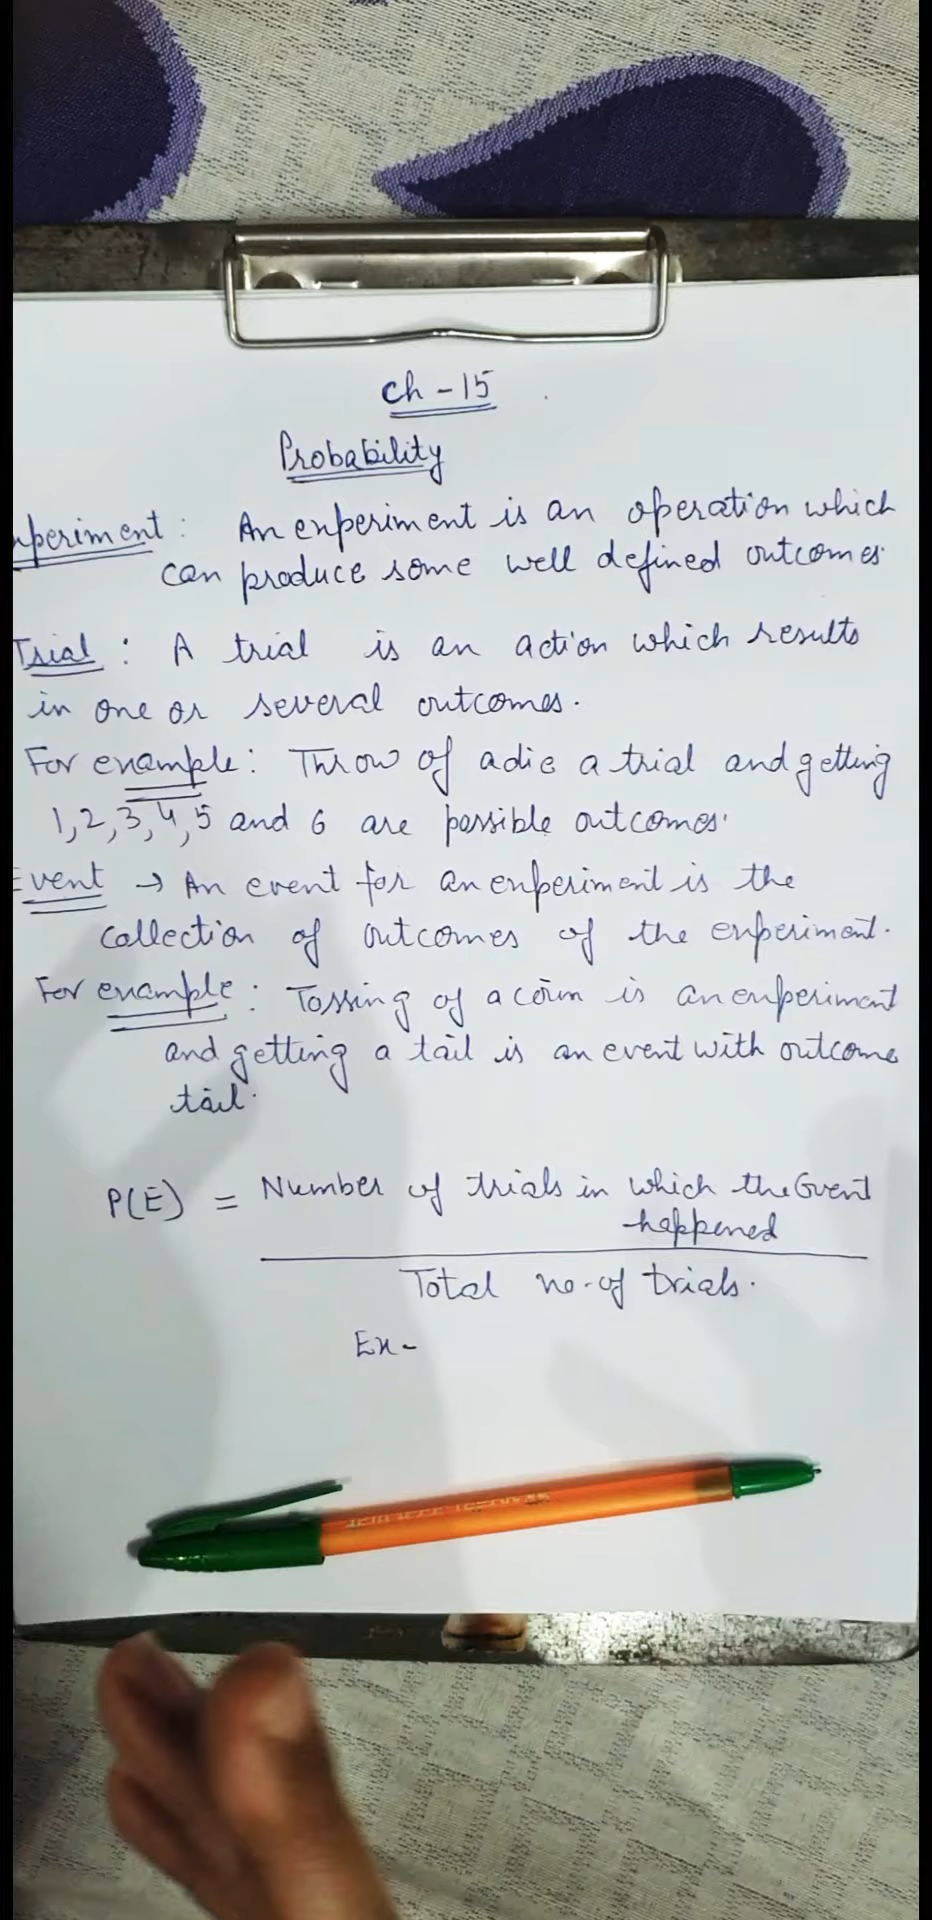 Ch - 15
Probability
xperiment : An experiment is an operation which
can produce some well defined outcomes.
Trial : A trial is an action which results
in one or several outcomes.
For example : Throw of a die a trial and getting
1,2,3,4,5 and 6 are possible outcomes.
Event → An event for an experiment is the
collection of outcomes of the experiment.
For example : Tossing of a coin is an experiment
and getting a tail is an event with outcome
tail.
P(E) = Number of trials in which the Event
happened
Total no. of trials.
Ex-